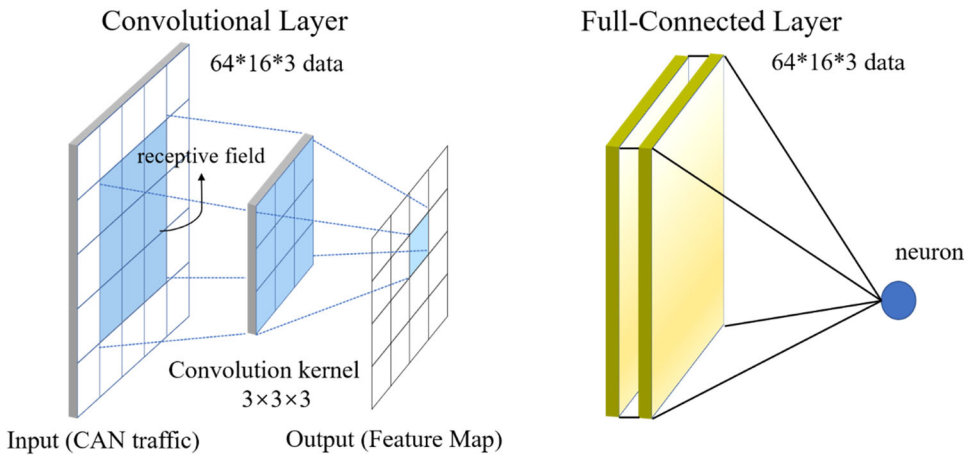 Convolutional Layer
64*16*3 data
receptive field
Convolution kernel
3×3×3
Input (CAN traffic)
Output (Feature Map)
Full-Connected Layer
64*16*3 data
neuron